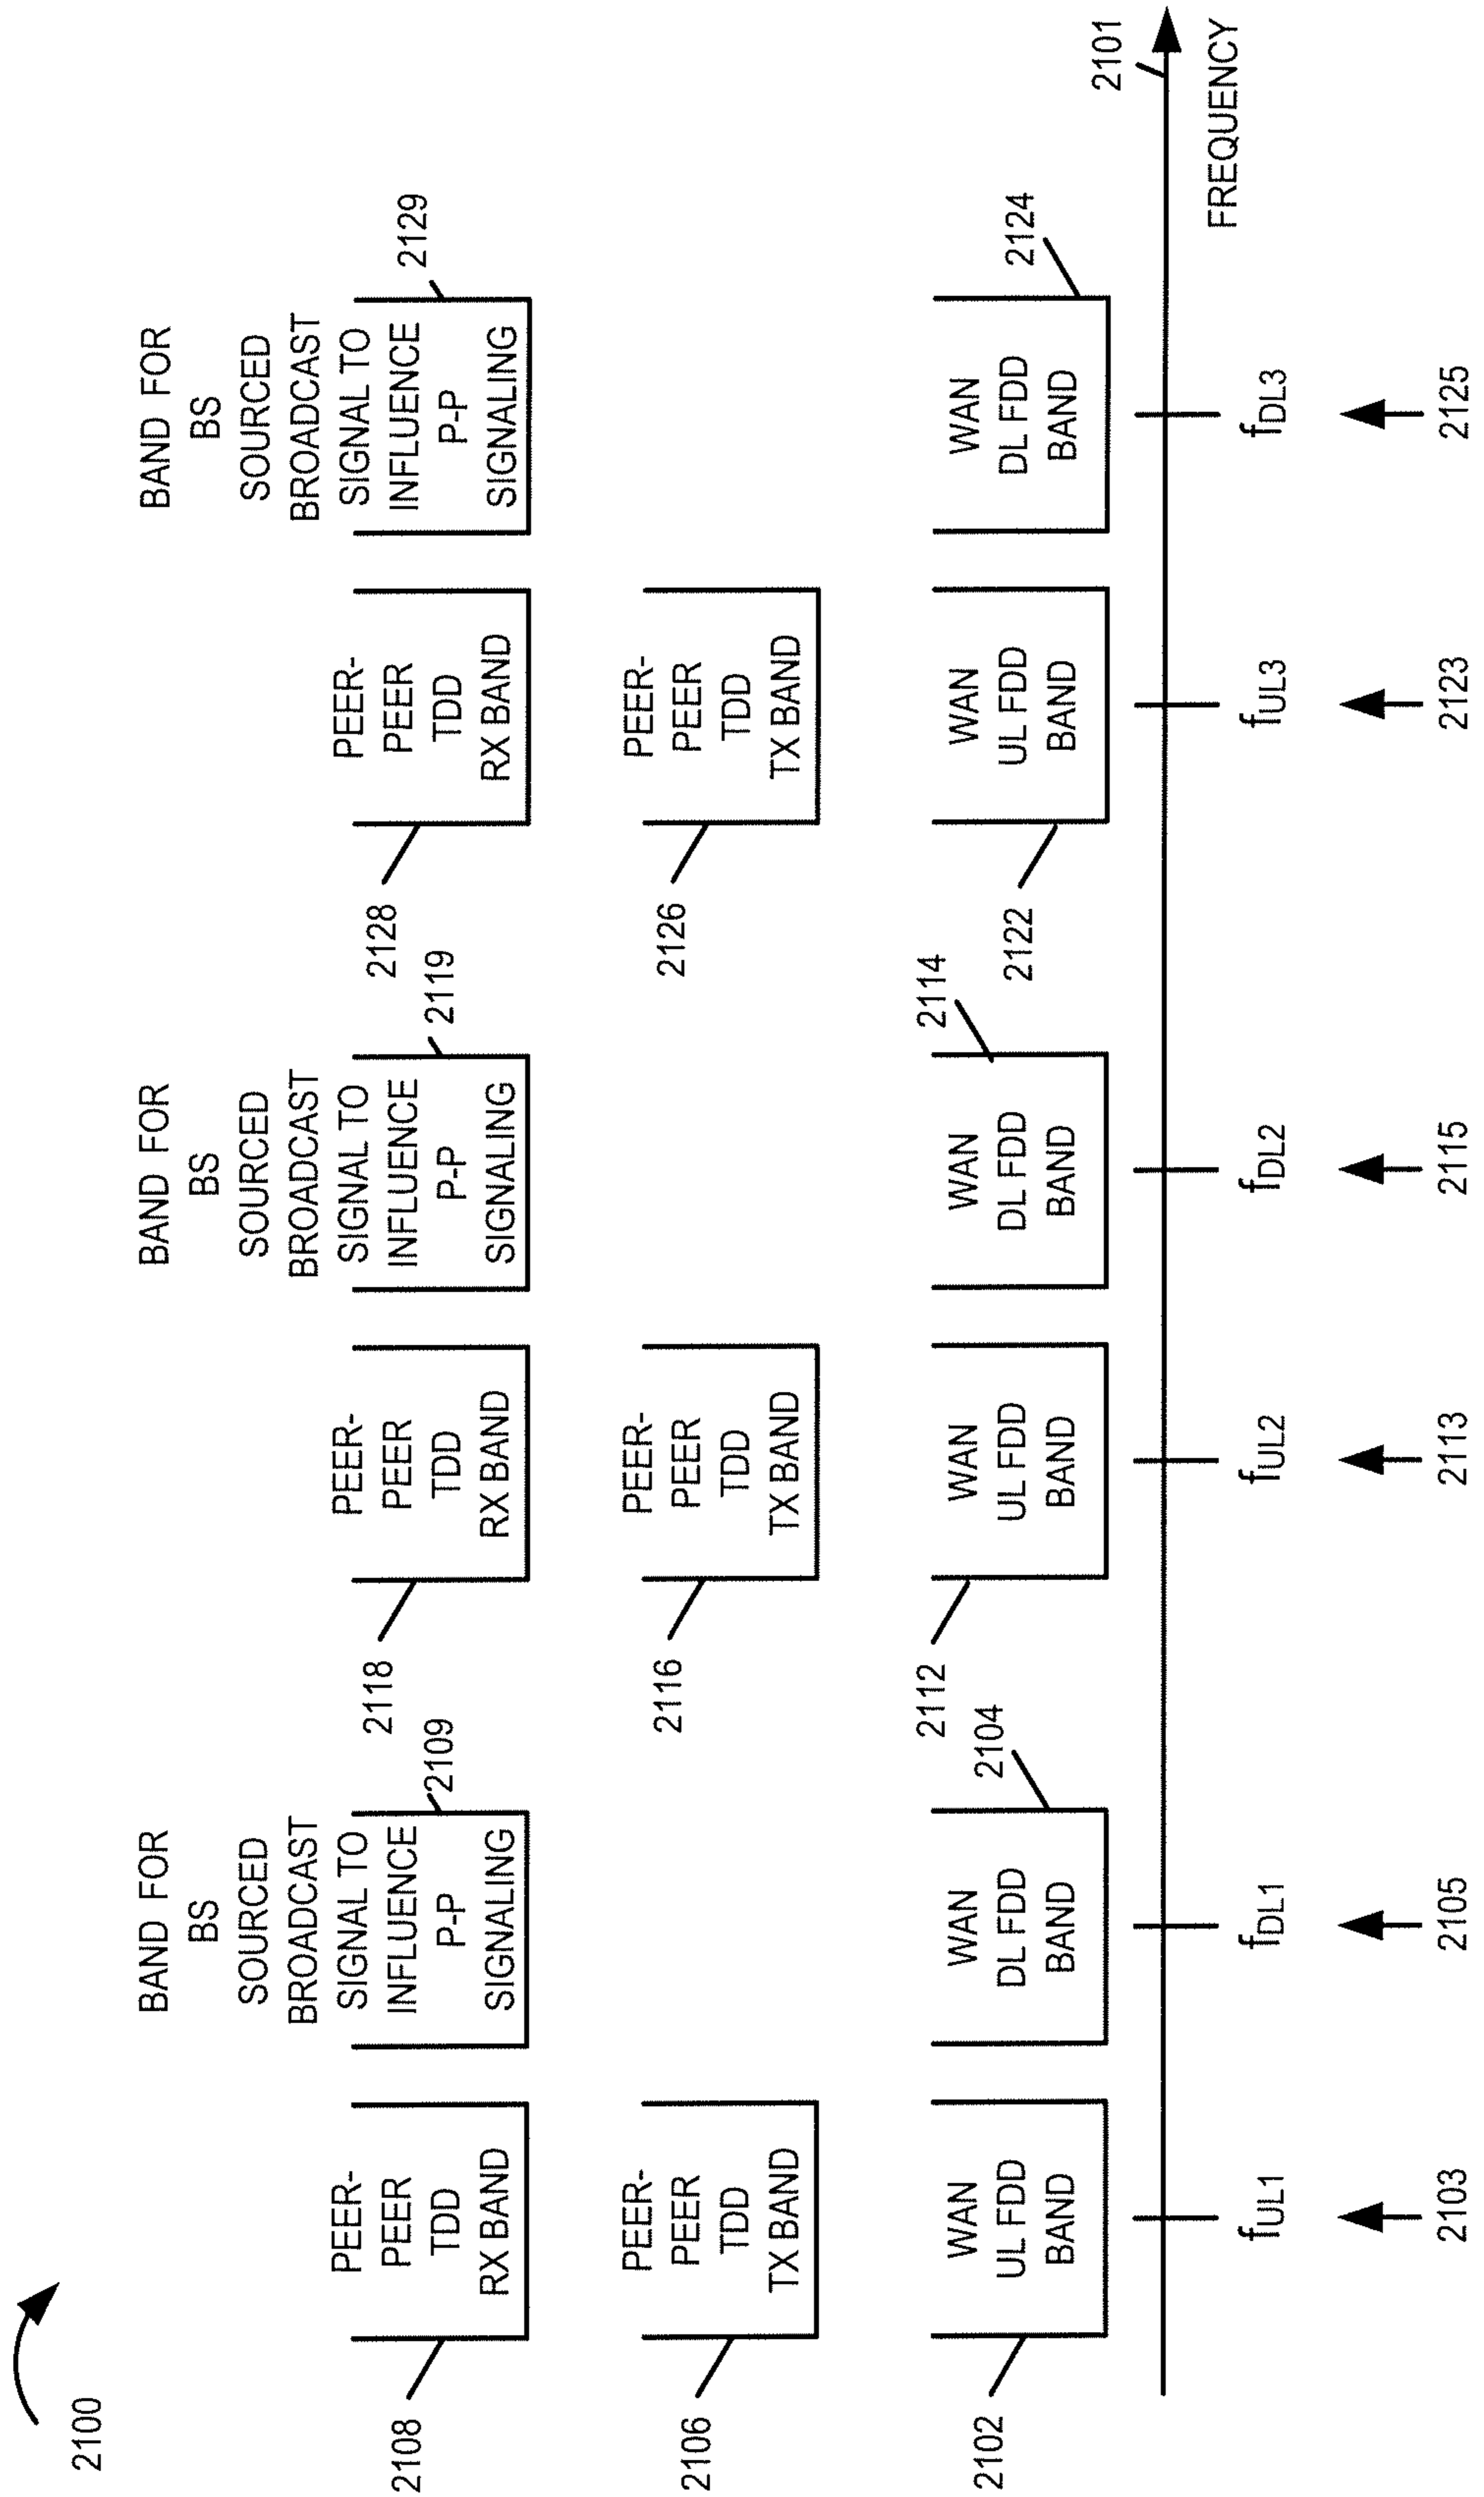 2100
BAND FOR
BS
SOURCED
BROADCAST
SIGNAL TO
INFLUENCE
P-P
SIGNALING
2109
BAND FOR
BS
SOURCED
BROADCAST
SIGNAL TO
INFLUENCE
P-P
SIGNALING
2119
BAND FOR
BS
SOURCED
BROADCAST
SIGNAL TO
INFLUENCE
P-P
SIGNALING
2129
2108
PEER-
PEER
TDD
RX BAND
2118
PEER-
PEER
TDD
RX BAND
2128
PEER-
PEER
TDD
RX BAND
2106
PEER-
PEER
TDD
TX BAND
2116
PEER-
PEER
TDD
TX BAND
2126
PEER-
PEER
TDD
TX BAND
2102
WAN
UL FDD
BAND
2104
WAN
DL FDD
BAND
2112
WAN
UL FDD
BAND
2114
WAN
DL FDD
BAND
2122
WAN
UL FDD
BAND
2124
WAN
DL FDD
BAND
2101
FREQUENCY
fUL1
fDL1
fUL2
fDL2
fUL3
fDL3
2103
2105
2113
2115
2123
2125